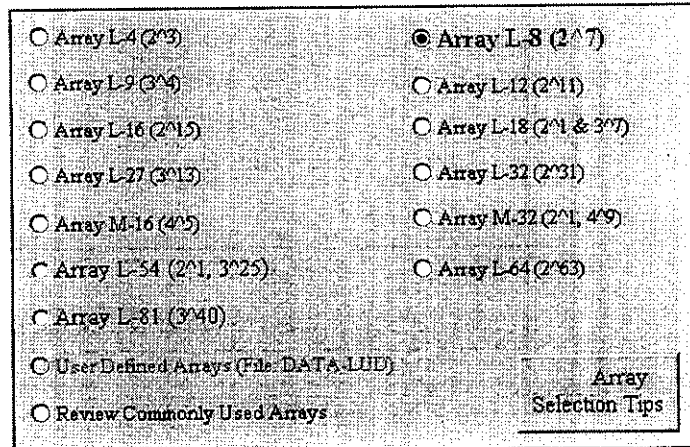 Array L-4 (2^3)
Array L-9 (3^4)
Array L-16 (2^15)
Array L-27 (3^13)
Array M-16 (4^5)
Array L-54 (2^1, 3^25)
Array L-81 (3^40)
User Defined Arrays (File: DATA-LUD)
Review Commonly Used Arrays
Array L-8 (2^7)
Array L-12 (2^11)
Array L-18 (2^1 & 3^7)
Array L-32 (2^31)
Array M-32 (2^1, 4^9)
Array L-64 (2^63)
Array
Selection Tips